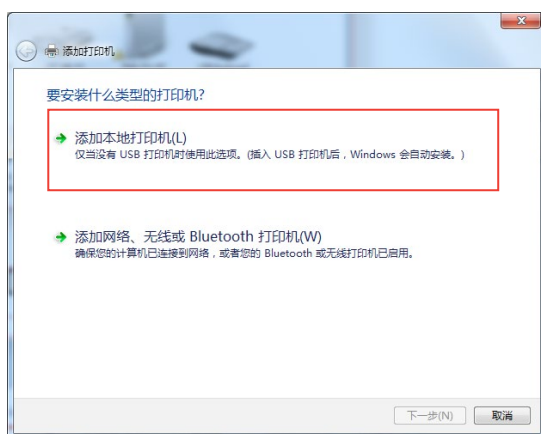 添加打印机
要安装什么类型的打印机?
添加本地打印机(L)
仅当没有 USB 打印机时使用此选项。(插入 USB 打印机后，Windows 会自动安装。)
添加网络、无线或 Bluetooth 打印机(W)
确保您的计算机已连接到网络，或者您的 Bluetooth 或无线打印机已启用。
下一步(N) 取消